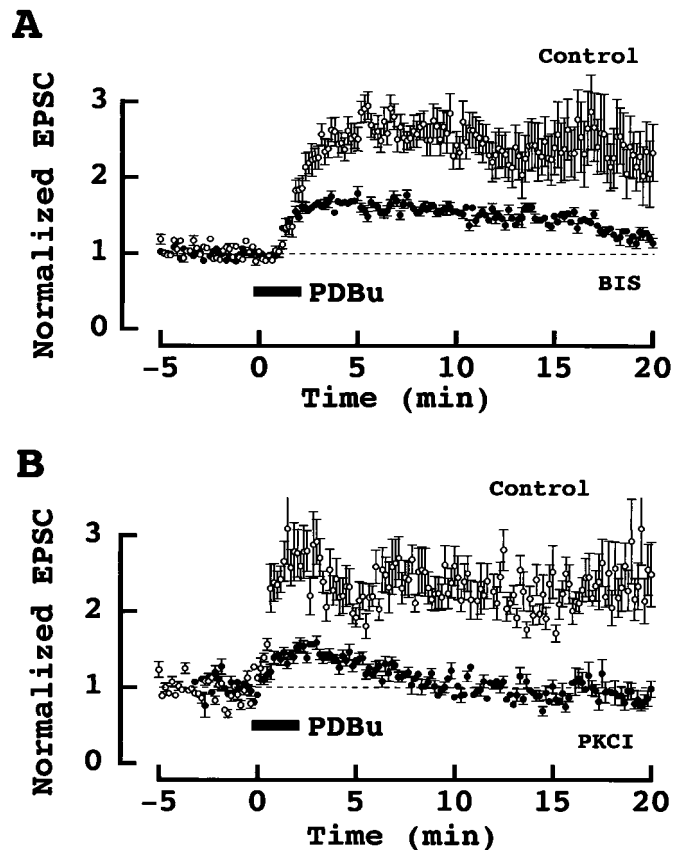 A
Control
Normalized EPSC
3
2
1
0
PDBu
BIS
−5 0 5 10 15 20
Time (min)
B
Control
Normalized EPSC
3
2
1
0
PDBu
PKCI
−5 0 5 10 15 20
Time (min)